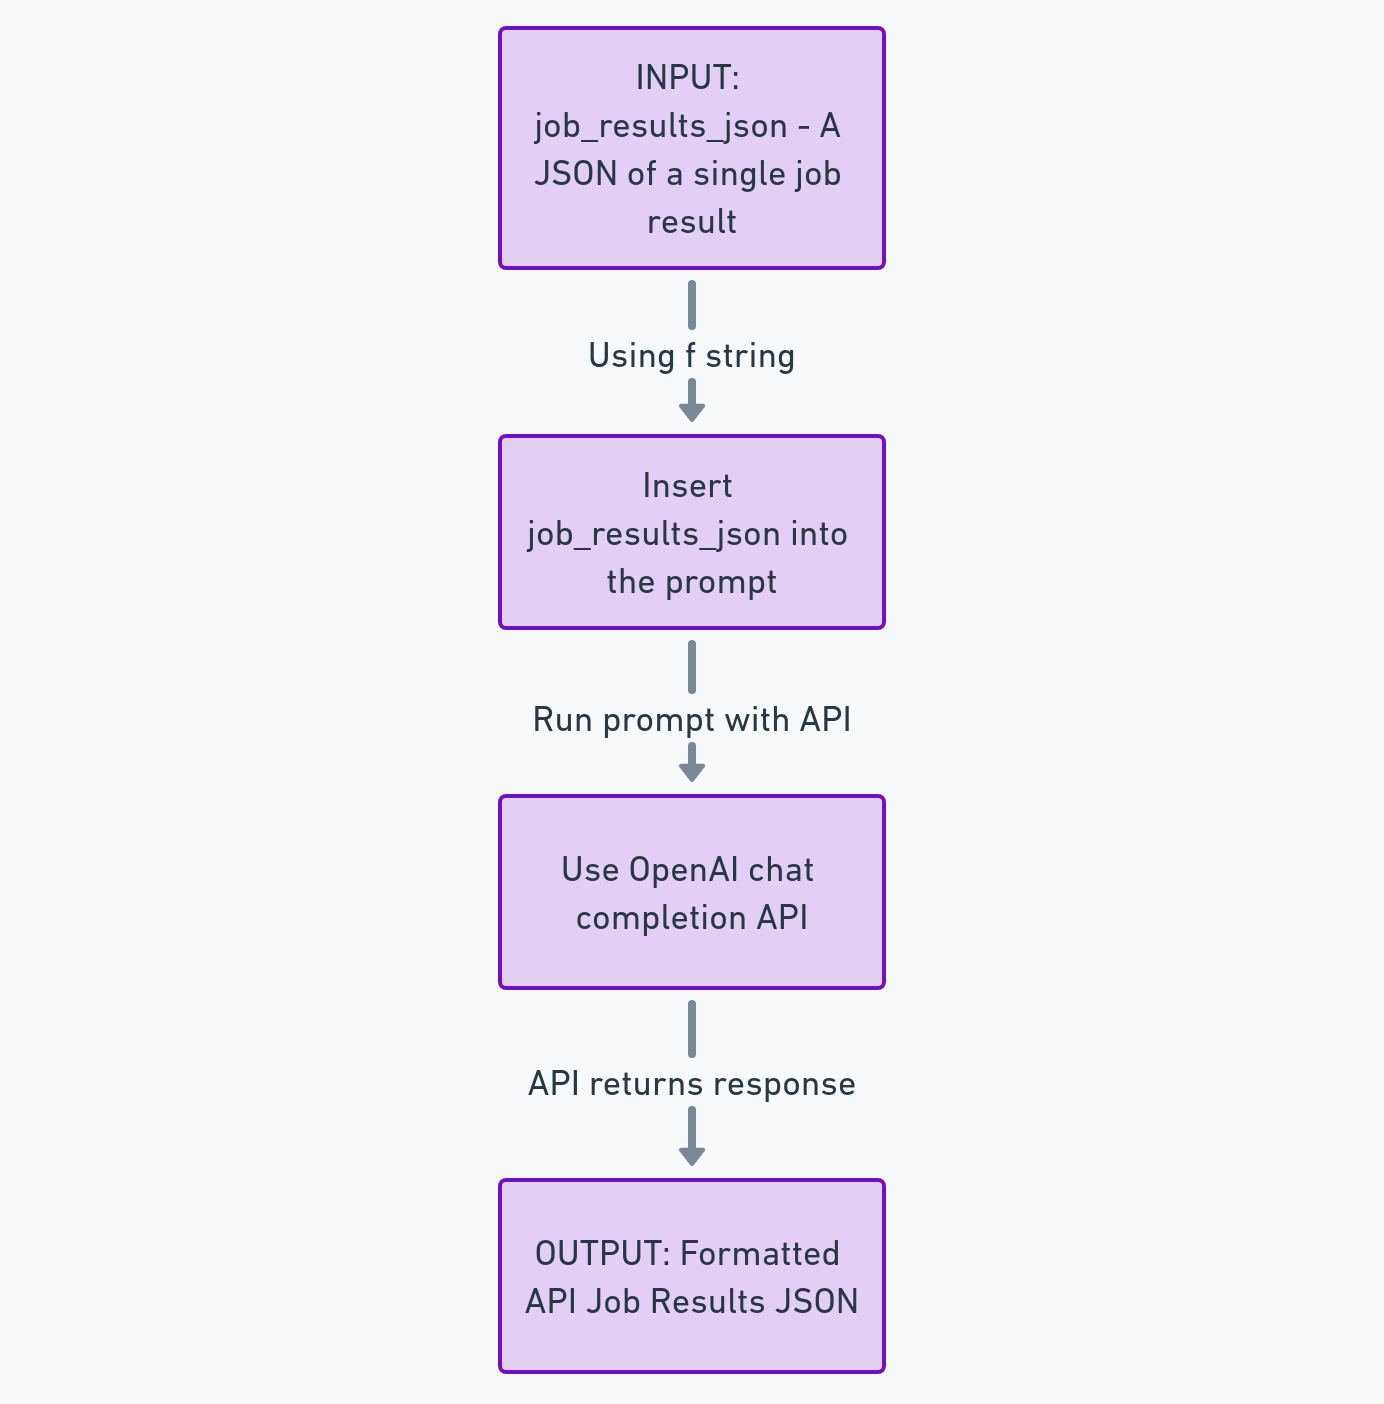 INPUT:
job_results_json - A
JSON of a single job
result
Using f string
Insert
job_results_json into
the prompt
Run prompt with API
Use OpenAI chat
completion API
API returns response
OUTPUT: Formatted
API Job Results JSON